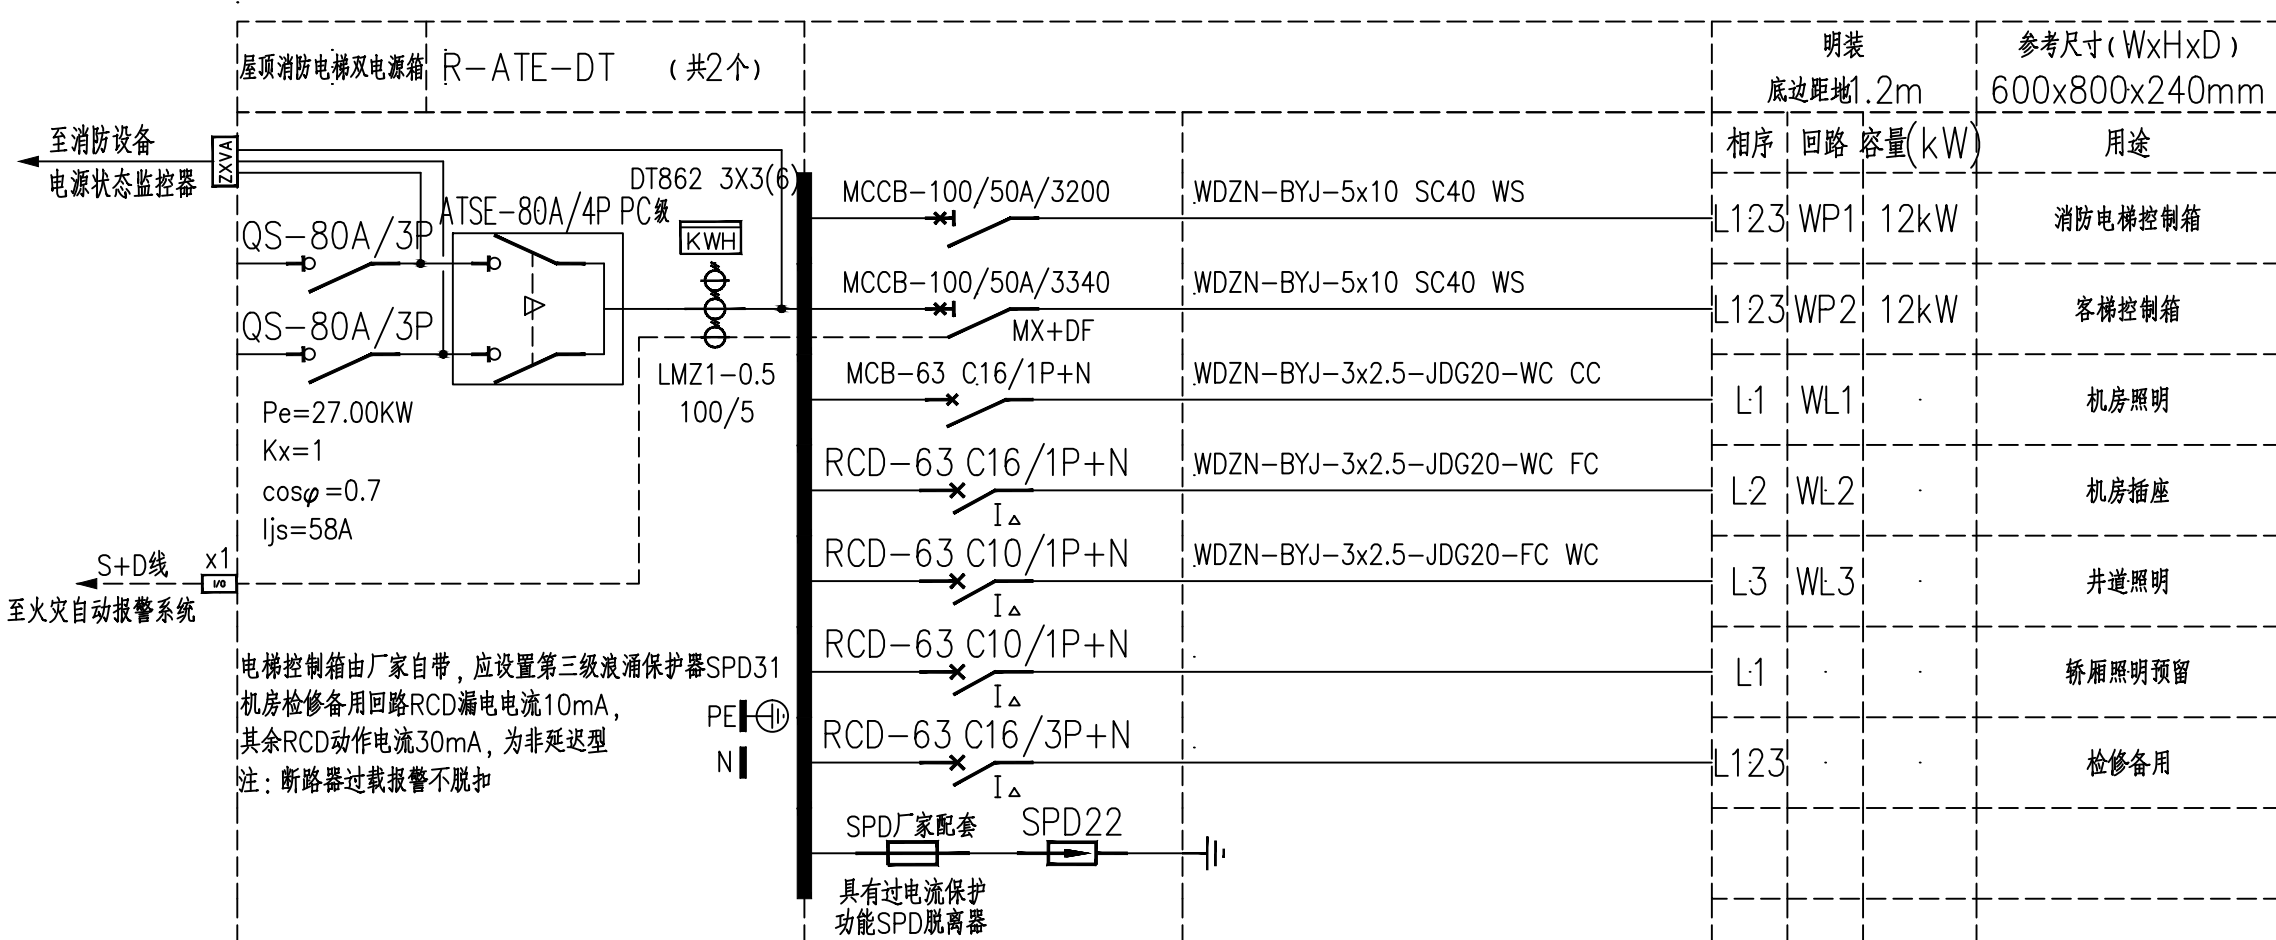 屋顶消防电梯双电源箱 R-ATE-DT (共2个)
明装
底边距地1.2m
参考尺寸(WxHxD)
600x800x240mm
相序 回路 容量(kW) 用途
至消防设备
电源状态监控器
ZXVA
DT862 3X3(6)
ATSE-80A/4P PC级
QS-80A/3P
KWH
QS-80A/3P
LMZ1-0.5
100/5
Pe=27.00KW
Kx=1
cosφ=0.7
Ijs=58A
S+D线 x1
I/O
至火灾自动报警系统
电梯控制箱由厂家自带，应设置第三级浪涌保护器SPD31
机房检修备用回路RCD漏电电流10mA，
其余RCD动作电流30mA，为非延迟型
注：断路器过载报警不脱扣
PE
N
MCCB-100/50A/3200 WDZN-BYJ-5x10 SC40 WS L123 WP1 12kW 消防电梯控制箱
MCCB-100/50A/3340 WDZN-BYJ-5x10 SC40 WS L123 WP2 12kW 客梯控制箱
MX+DF
MCB-63 C16/1P+N WDZN-BYJ-3x2.5-JDG20-WC CC L1 WL1 机房照明
RCD-63 C16/1P+N WDZN-BYJ-3x2.5-JDG20-WC FC L2 WL2 机房插座
I△
RCD-63 C10/1P+N WDZN-BYJ-3x2.5-JDG20-FC WC L3 WL3 井道照明
I△
RCD-63 C10/1P+N L1 轿厢照明预留
I△
RCD-63 C16/3P+N L123 检修备用
I△
SPD厂家配套 SPD22
具有过电流保护
功能SPD脱离器